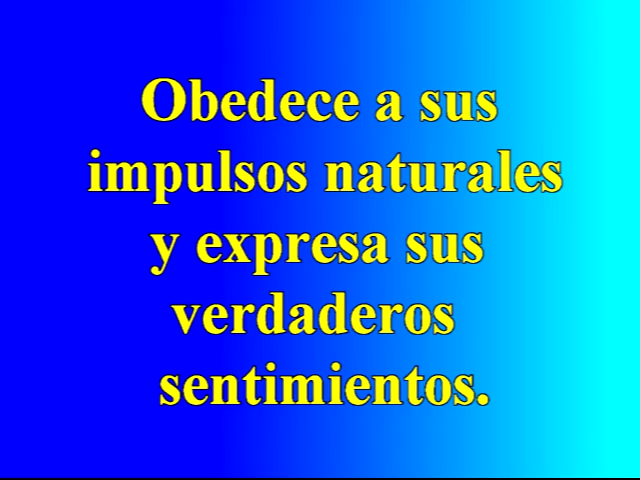 Obedece a sus
impulsos naturales
y expresa sus
verdaderos
sentimientos.